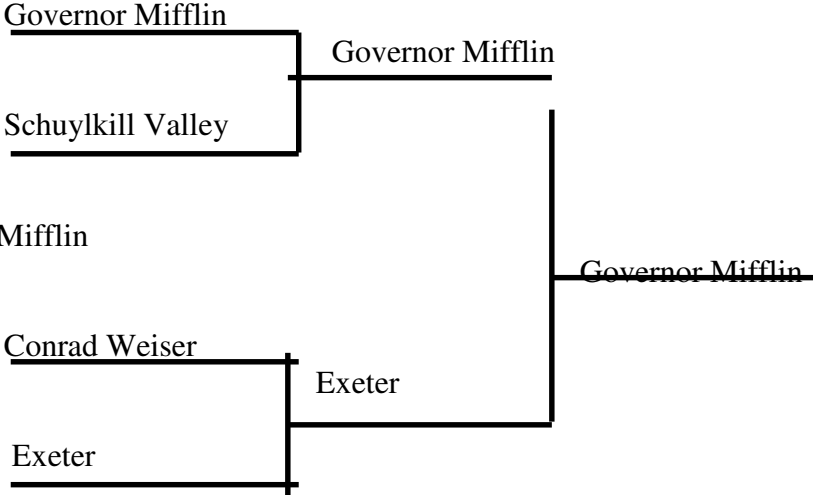 Governor Mifflin
Governor Mifflin
Schuylkill Valley
Mifflin
Governor Mifflin
Conrad Weiser
Exeter
Exeter